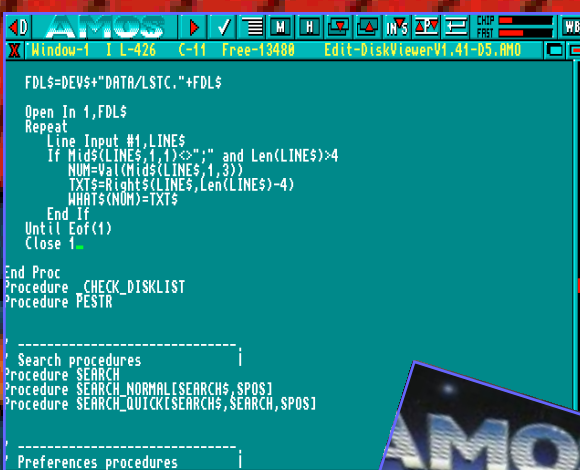 AMOS
M H IN'S CHIP FAST WB
Window-1 I L-426 C-11 Free-13480 Edit-DiskViewerV1.41-D5.AMO
FDL$=DEV$+"DATA/LSTC."+FDL$
Open In 1,FDL$
Repeat
Line Input #1,LINE$
If Mid$(LINE$,1,1)<>";" and Len(LINE$)>4
NUM=Val(Mid$(LINE$,1,3))
TXT$=Right$(LINE$,Len(LINE$)-4)
WHAT$(NUM)=TXT$
End If
Until Eof(1)
Close 1
End Proc
Procedure _CHECK_DISKLIST
Procedure PESTR
' ------------------------------.
' Search procedures |
Procedure SEARCH
Procedure SEARCH_NORMAL[SEARCH$,SPOS]
Procedure SEARCH_QUICK[SEARCH$,SEARCH,SPOS]
' ------------------------------.
' Preferences procedures |
AMO